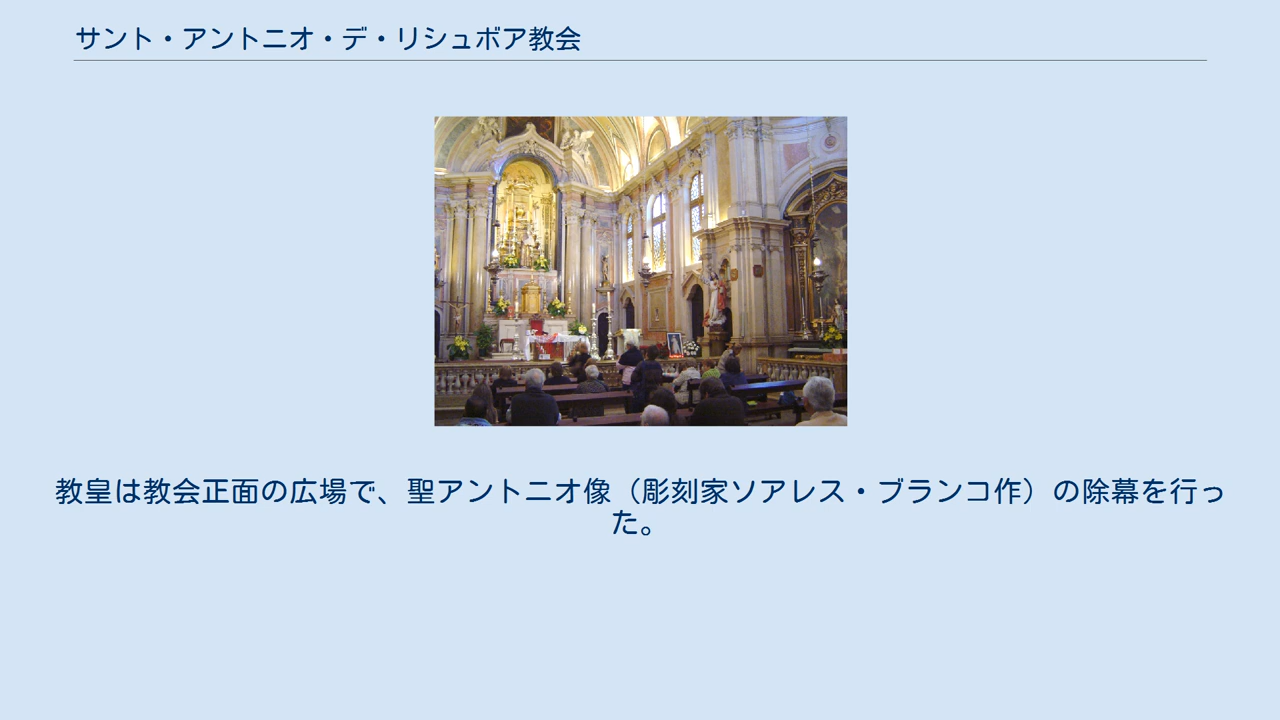 サント・アントニオ・デ・リシュボア教会
教皇は教会正面の広場で、聖アントニオ像（彫刻家ソアレス・ブランコ作）の除幕を行っ
た。